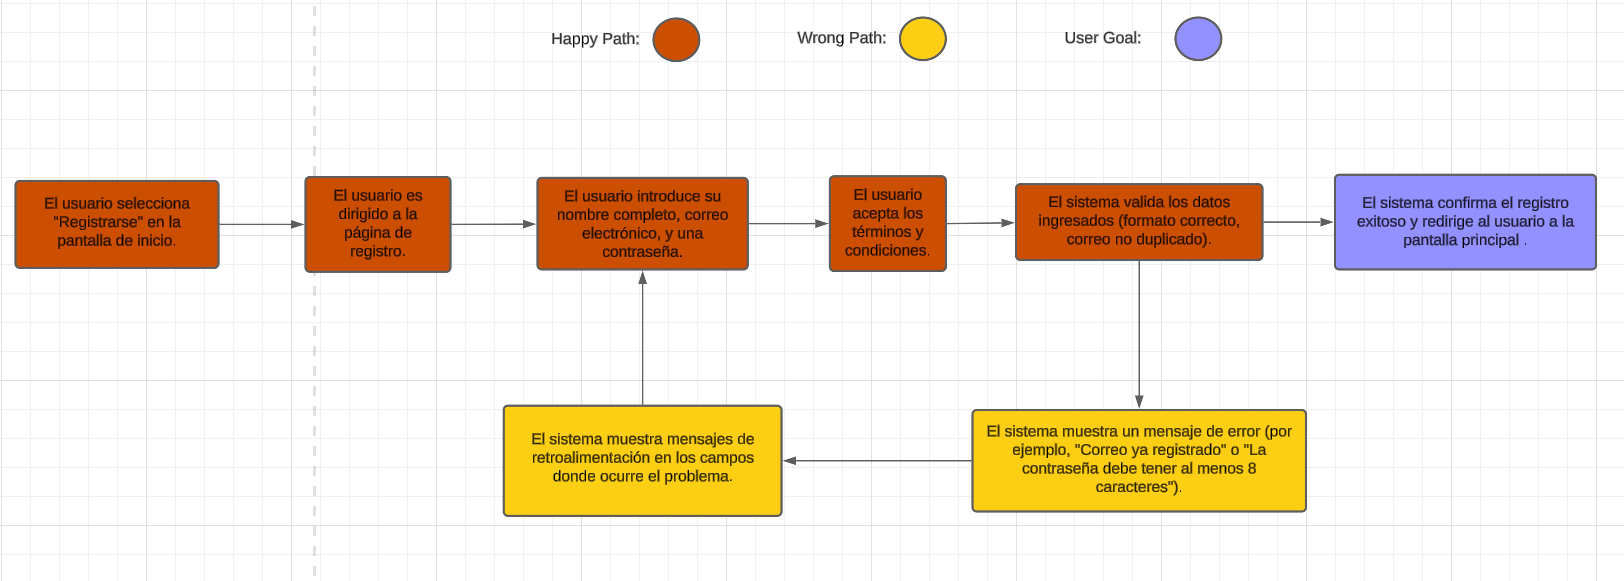 Happy Path:
Wrong Path:
User Goal:
El usuario selecciona
"Registrarse" en la
pantalla de inicio.
El usuario es
dirigido a la
página de
registro.
El usuario introduce su
nombre completo, correo
electrónico, y una
contraseña.
El usuario
acepta los
términos y
condiciones.
El sistema valida los datos
ingresados (formato correcto,
correo no duplicado).
El sistema confirma el registro
exitoso y redirige al usuario a la
pantalla principal .
El sistema muestra mensajes de
retroalimentación en los campos
donde ocurre el problema.
El sistema muestra un mensaje de error (por
ejemplo, "Correo ya registrado" o "La
contraseña debe tener al menos 8
caracteres").